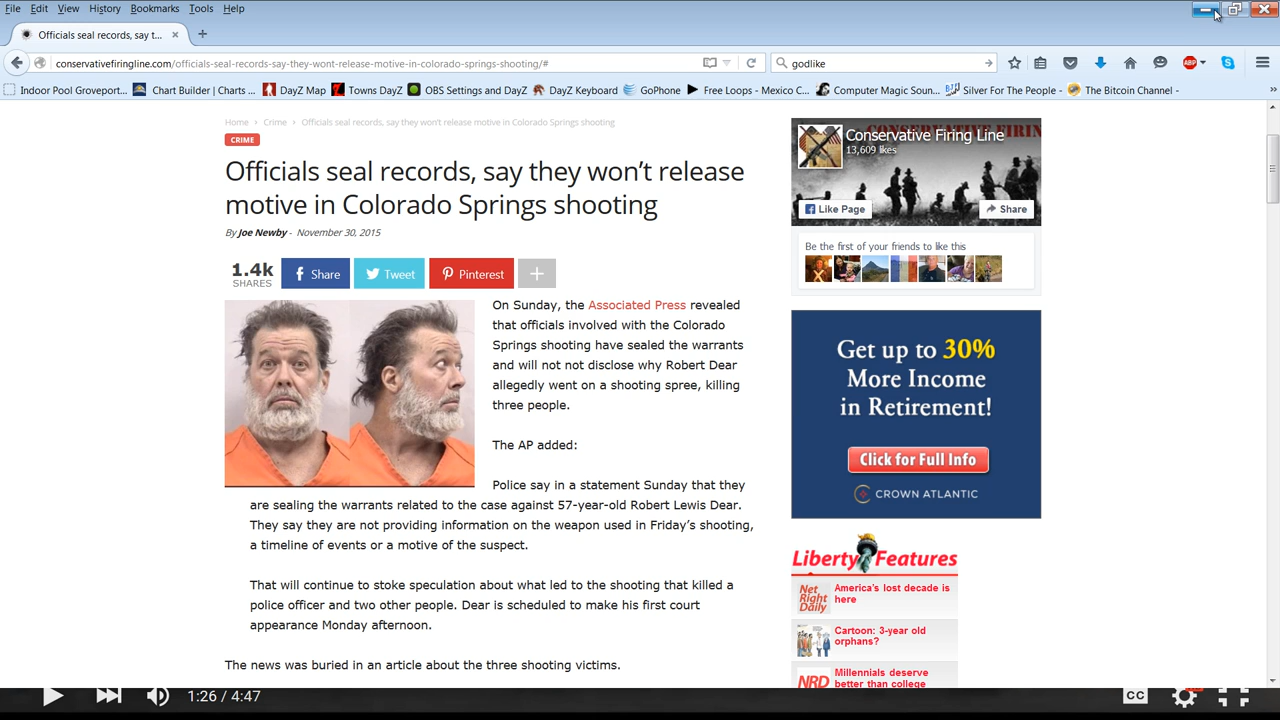 File Edit View History Bookmarks Tools Help
Officials seal records, say t...
conservativefiringline.com/officials-seal-records-say-they-wont-release-motive-in-colorado-springs-shooting/#
godlike
ABP
Indoor Pool Groveport... Chart Builder | Charts ... DayZ Map Towns DayZ OBS Settings and DayZ DayZ Keyboard GoPhone Free Loops - Mexico C... Computer Magic Soun... Silver For The People - The Bitcoin Channel -
Home > Crime > Officials seal records, say they won't release motive in Colorado Springs shooting
CRIME
Officials seal records, say they won't release
motive in Colorado Springs shooting
By Joe Newby - November 30, 2015
1.4k
SHARES
Share
Tweet
Pinterest
On Sunday, the Associated Press revealed
that officials involved with the Colorado
Springs shooting have sealed the warrants
and will not not disclose why Robert Dear
allegedly went on a shooting spree, killing
three people.
The AP added:
Police say in a statement Sunday that they
are sealing the warrants related to the case against 57-year-old Robert Lewis Dear.
They say they are not providing information on the weapon used in Friday's shooting,
a timeline of events or a motive of the suspect.
That will continue to stoke speculation about what led to the shooting that killed a
police officer and two other people. Dear is scheduled to make his first court
appearance Monday afternoon.
The news was buried in an article about the three shooting victims.
Conservative Firing Line
13,609 likes
Like Page
Share
Be the first of your friends to like this
Get up to 30%
More Income
in Retirement!
Click for Full Info
CROWN ATLANTIC
Liberty Features
Net
Right
Daily
America's lost decade is
here
Cartoon: 3-year old
orphans?
NRD
Millennials deserve
better than college
1:26 / 4:47
CC